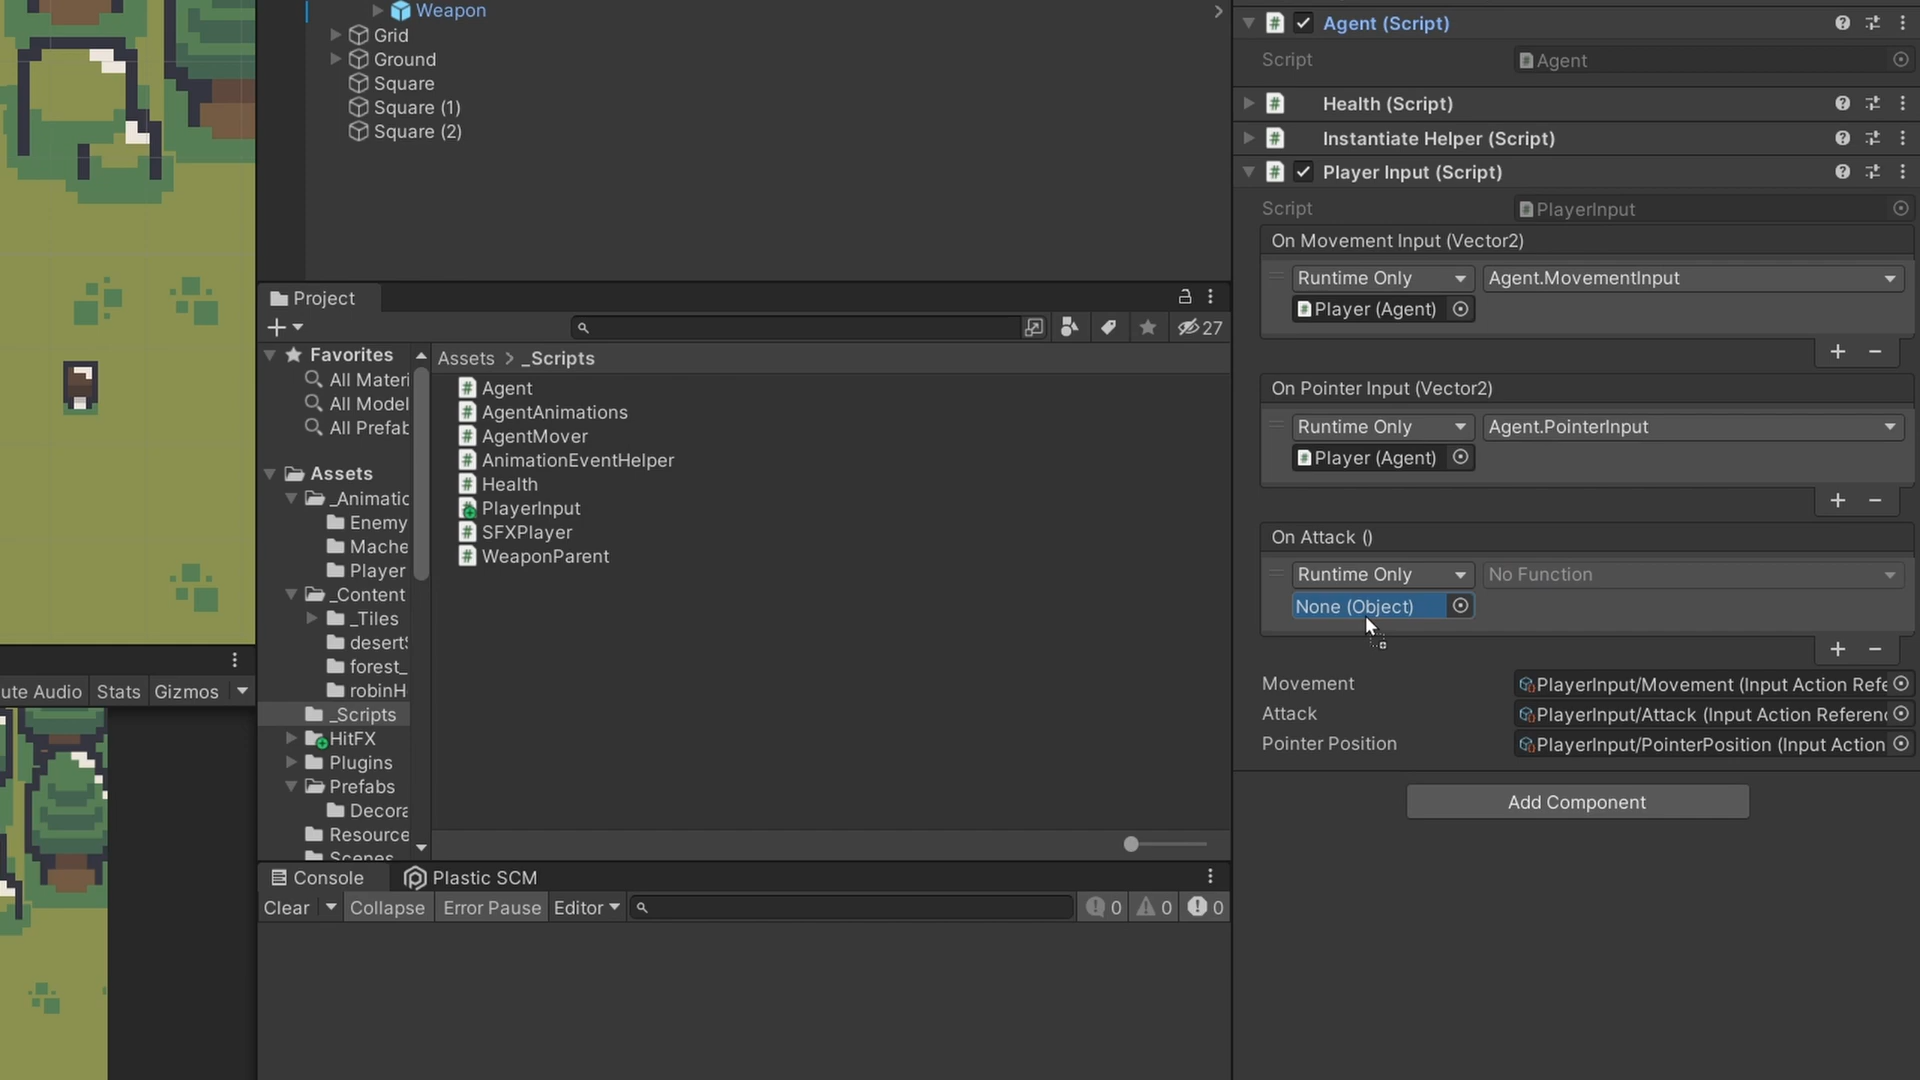 Weapon
Grid
Ground
Square
Square (1)
Square (2)
Project
27
Favorites
All Materi
All Model
All Prefab
Assets
_Animatic
Enemy
Mache
Player
_Content
_Tiles
desert
forest_
robinH
_Scripts
HitFX
Plugins
Prefabs
Decora
Resource
Scenes
Assets > _Scripts
Agent
AgentAnimations
AgentMover
AnimationEventHelper
Health
PlayerInput
SFXPlayer
WeaponParent
Console
Plastic SCM
Clear
Collapse
Error Pause
Editor
0
0
0
ute Audio
Stats
Gizmos
Agent (Script)
Script
Agent
Health (Script)
Instantiate Helper (Script)
Player Input (Script)
Script
PlayerInput
On Movement Input (Vector2)
Runtime Only
Agent.MovementInput
Player (Agent)
On Pointer Input (Vector2)
Runtime Only
Agent.PointerInput
Player (Agent)
On Attack ()
Runtime Only
No Function
None (Object)
Movement
PlayerInput/Movement (Input Action Refe
Attack
PlayerInput/Attack (Input Action Referenc
Pointer Position
PlayerInput/PointerPosition (Input Action
Add Component